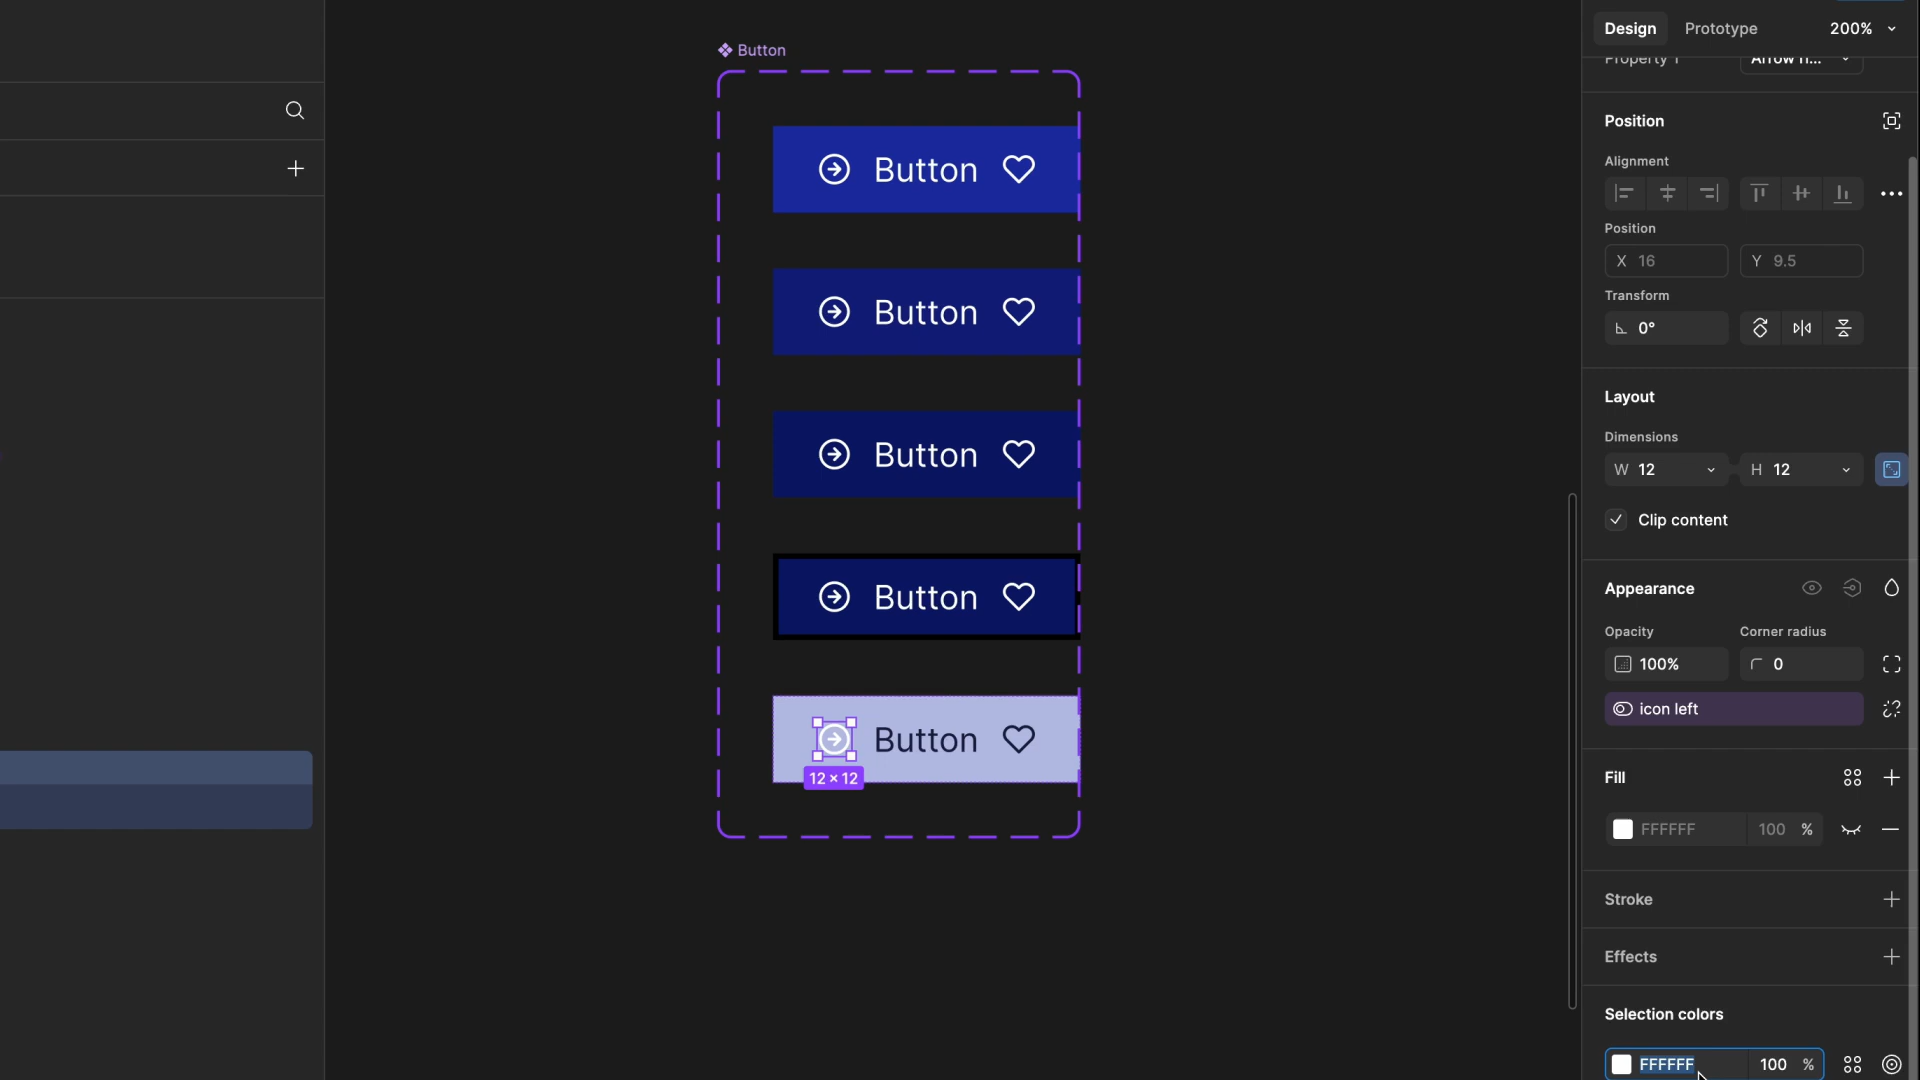 Button
Button
Button
Button
Button
Button
12 × 12
Design
Prototype
200%
Property 1
Arrow ri...
Position
Alignment
Position
X 16
Y 9.5
Transform
0°
Layout
Dimensions
W 12
H 12
Clip content
Appearance
Opacity
Corner radius
100%
0
icon left
Fill
FFFFFF
100 %
Stroke
Effects
Selection colors
FFFFFF
100 %